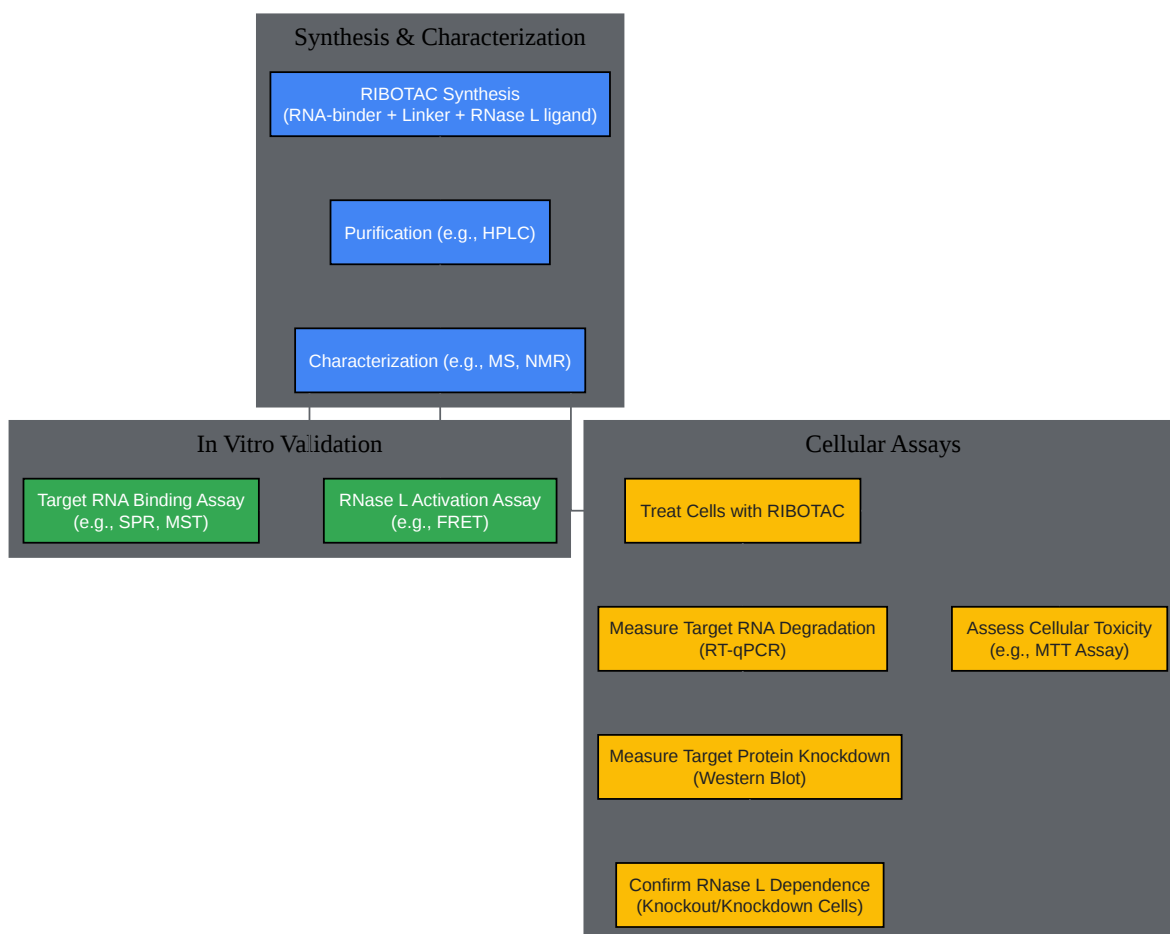 Synthesis & Characterization
RIBOTAC Synthesis
(RNA-binder + Linker + RNase L ligand)
Purification (e.g., HPLC)
Characterization (e.g., MS, NMR)
In Vitro Validation
Target RNA Binding Assay
(e.g., SPR, MST)
RNase L Activation Assay
(e.g., FRET)
Cellular Assays
Treat Cells with RIBOTAC
Measure Target RNA Degradation
(RT-qPCR)
Assess Cellular Toxicity
(e.g., MTT Assay)
Measure Target Protein Knockdown
(Western Blot)
Confirm RNase L Dependence
(Knockout/Knockdown Cells)